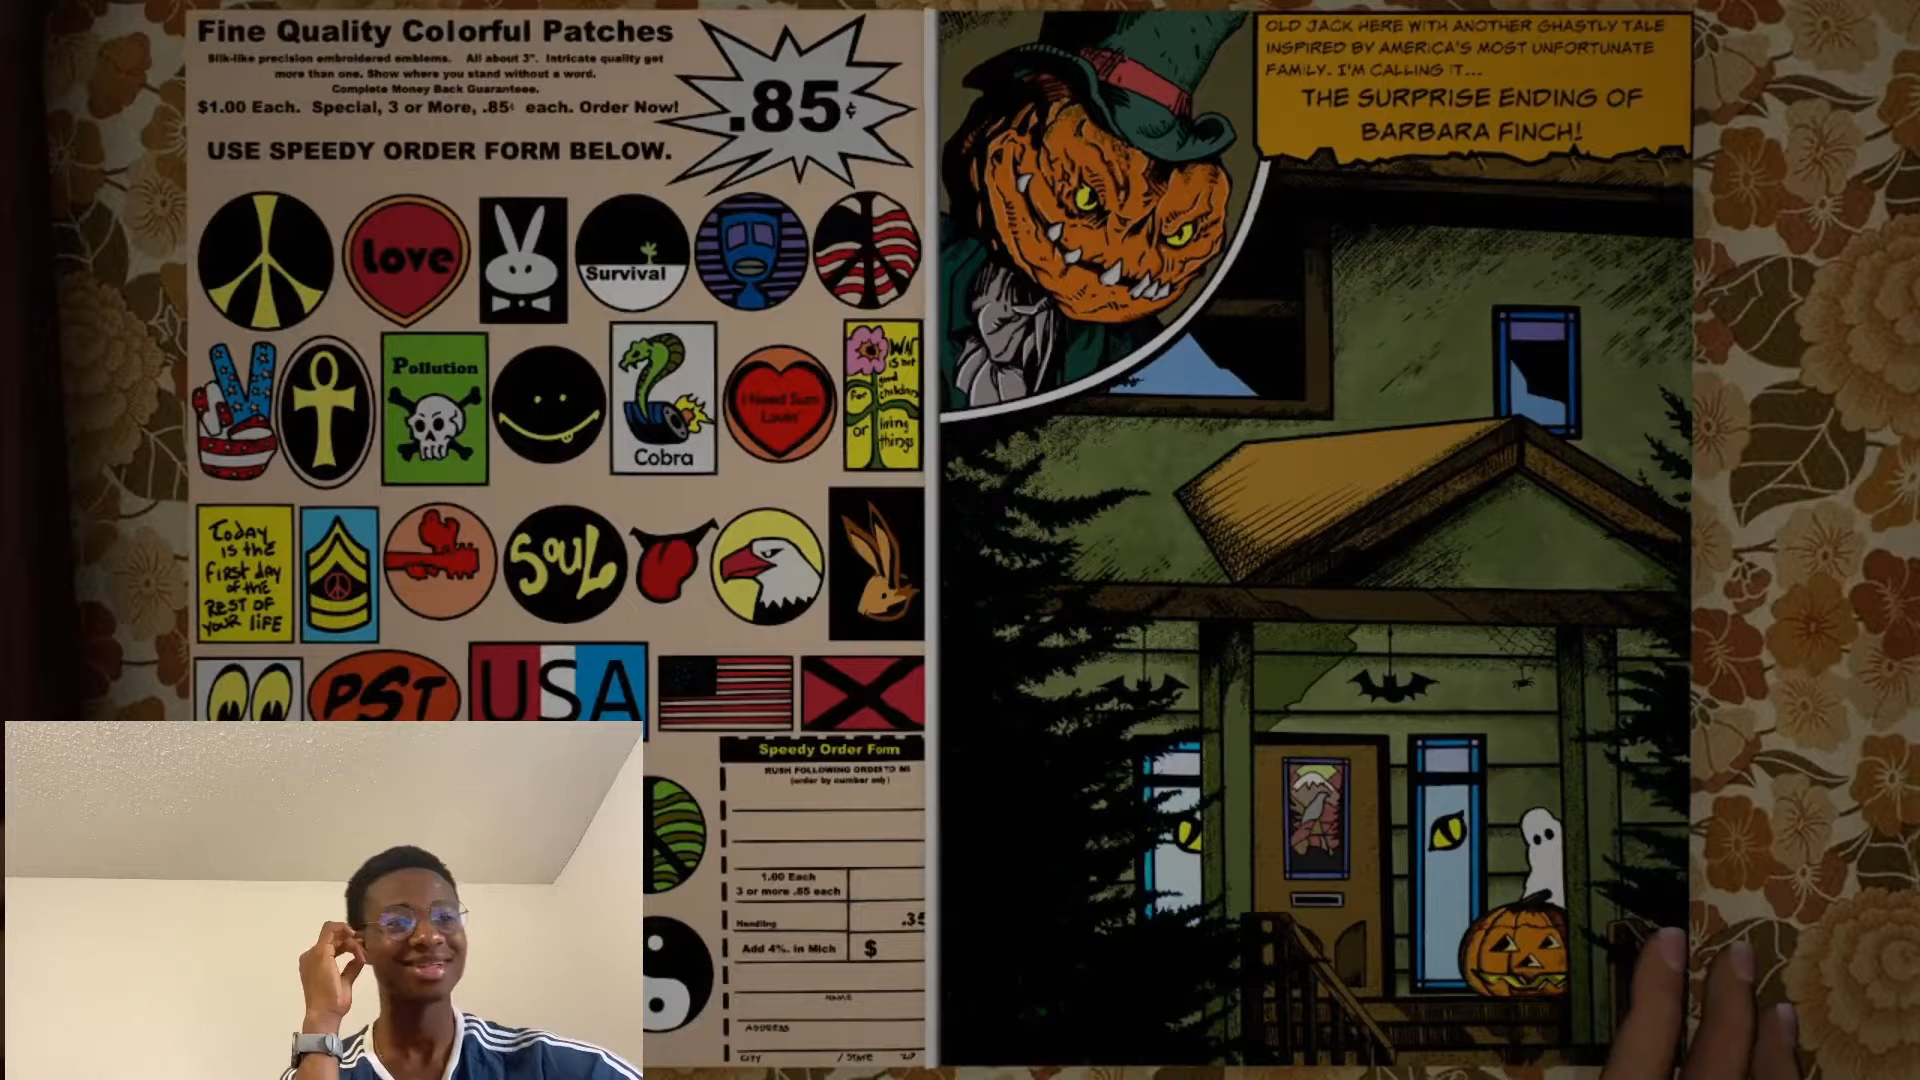 Fine Quality Colorful Patches
Silk-like precision embroidered emblems. All about 3". Intricate quality get
more than one. Show where you stand without a word.
Complete Money Back Guarantee.
$1.00 Each. Special, 3 or More, .85¢ each. Order Now!
USE SPEEDY ORDER FORM BELOW.
.85¢
Love
Survival
Pollution
Cobra
I Need Sum
Lovin'
WAR
is not
good
for children
or living
things
Today
is the
first day
of the
REST OF
YOUR LIFE
SOUL
PST
USA
Speedy Order Form
RUSH FOLLOWING ORDER TO ME
(order by number only)
1.00 Each
3 or more .85 each
Handling .35
Add 4%. in Mich $
NAME
ADDRESS
CITY / STATE ZIP
OLD JACK HERE WITH ANOTHER GHASTLY TALE
INSPIRED BY AMERICA'S MOST UNFORTUNATE
FAMILY. I'M CALLING IT...
THE SURPRISE ENDING OF
BARBARA FINCH!